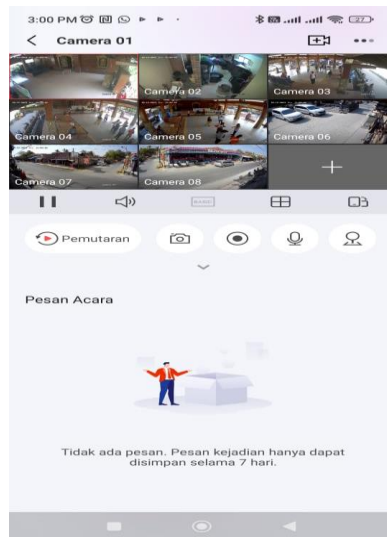 3:00 PM
27
Camera 01
Camera 02
Camera 03
Camera 04
Camera 05
Camera 06
Camera 07
Camera 08
Pemutaran
Pesan Acara
Tidak ada pesan. Pesan kejadian hanya dapat
disimpan selama 7 hari.